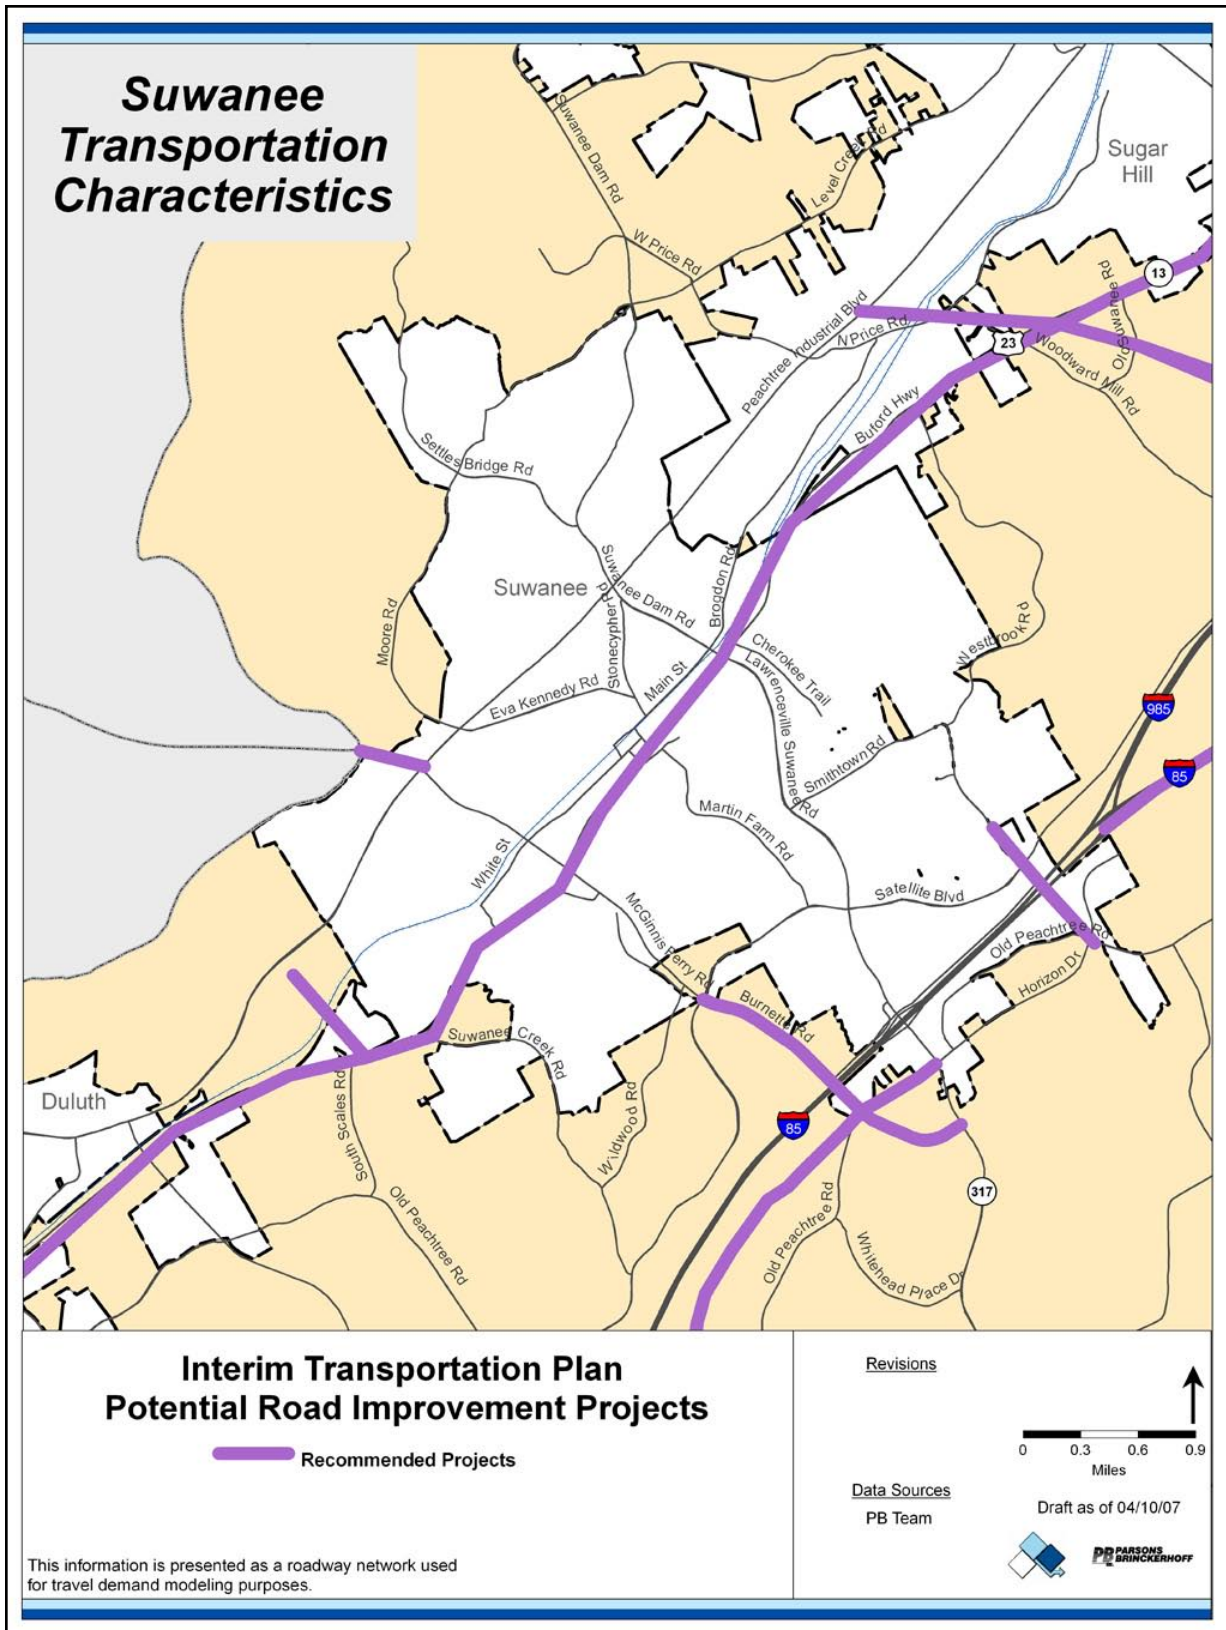 Suwanee
Transportation
Characteristics
Suwanee Dam Rd
Level Creek Rd
Sugar
Hill
W Price Rd
13
Old Suwanee Rd
Peachtree Industrial Blvd
N Price Rd
23
Woodward Mill Rd
Buford Hwy
Settles Bridge Rd
Suwanee
Suwanee Dam Rd
Brogdon Rd
Stonecypher Rd
Moore Rd
Westbrook Rd
Cherokee Trail
Lawrenceville Suwanee Rd
Main St
Eva Kennedy Rd
985
85
Smithtown Rd
Martin Farm Rd
White St
Satellite Blvd
McGinnis Ferry Rd
Old Peachtree Rd
Horizon Dr
Burnette Rd
Suwanee Creek Rd
Duluth
South Scales Rd
Wildwood Rd
85
317
Old Peachtree Rd
Old Peachtree Rd
Whitehead Place Dr
Interim Transportation Plan
Potential Road Improvement Projects
Recommended Projects
This information is presented as a roadway network used
for travel demand modeling purposes.
Revisions
0 0.3 0.6 0.9
Miles
Data Sources
PB Team
Draft as of 04/10/07
PB PARSONS
BRINCKERHOFF